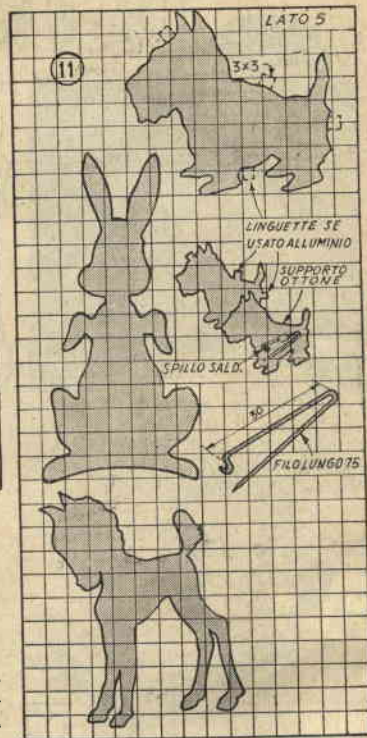 LATO 5
11
3×3
LINGUETTE SE
USATO ALLUMINIO
SUPPORTO
OTTONE
SPILLO SALD.
30
FILO LUNGO 75